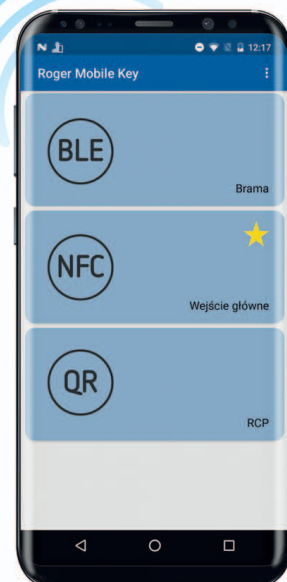 12:17
Roger Mobile Key
BLE
Brama
NFC
Wejście główne
QR
RCP